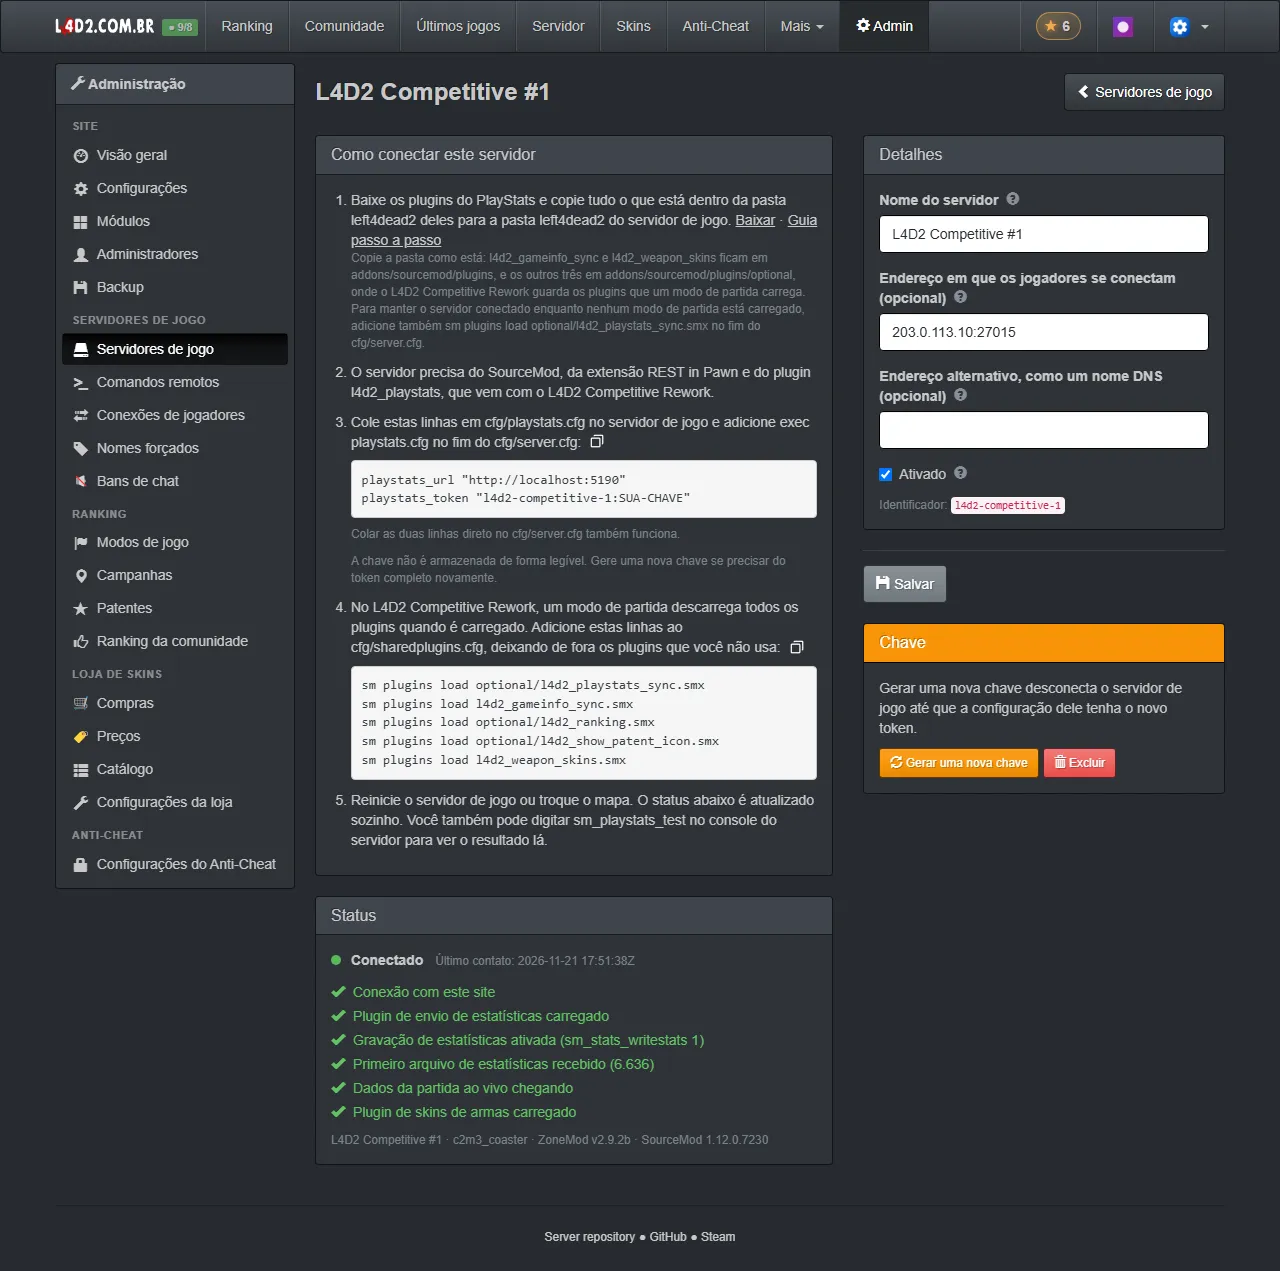 L4D2.COM.BR
9/8
Ranking
Comunidade
Últimos jogos
Servidor
Skins
Anti-Cheat
Mais
Admin
6
Administração
SITE
Visão geral
Configurações
Módulos
Administradores
Backup
SERVIDORES DE JOGO
Servidores de jogo
Comandos remotos
Conexões de jogadores
Nomes forçados
Bans de chat
RANKING
Modos de jogo
Campanhas
Patentes
Ranking da comunidade
LOJA DE SKINS
Compras
Preços
Catálogo
Configurações da loja
ANTI-CHEAT
Configurações do Anti-Cheat
L4D2 Competitive #1
Servidores de jogo
Como conectar este servidor
1. Baixe os plugins do PlayStats e copie tudo o que está dentro da pasta
left4dead2 deles para a pasta left4dead2 do servidor de jogo. Baixar · Guia
passo a passo
Copie a pasta como está: l4d2_gameinfo_sync e l4d2_weapon_skins ficam em
addons/sourcemod/plugins, e os outros três em addons/sourcemod/plugins/optional,
onde o L4D2 Competitive Rework guarda os plugins que um modo de partida carrega.
Para manter o servidor conectado enquanto nenhum modo de partida está carregado,
adicione também sm plugins load optional/l4d2_playstats_sync.smx no fim do
cfg/server.cfg.
2. O servidor precisa do SourceMod, da extensão REST in Pawn e do plugin
l4d2_playstats, que vem com o L4D2 Competitive Rework.
3. Cole estas linhas em cfg/playstats.cfg no servidor de jogo e adicione exec
playstats.cfg no fim do cfg/server.cfg:
playstats_url "http://localhost:5190"
playstats_token "l4d2-competitive-1:SUA-CHAVE"
Colar as duas linhas direto no cfg/server.cfg também funciona.
A chave não é armazenada de forma legível. Gere uma nova chave se precisar do
token completo novamente.
4. No L4D2 Competitive Rework, um modo de partida descarrega todos os
plugins quando é carregado. Adicione estas linhas ao
cfg/sharedplugins.cfg, deixando de fora os plugins que você não usa:
sm plugins load optional/l4d2_playstats_sync.smx
sm plugins load l4d2_gameinfo_sync.smx
sm plugins load optional/l4d2_ranking.smx
sm plugins load optional/l4d2_show_patent_icon.smx
sm plugins load l4d2_weapon_skins.smx
5. Reinicie o servidor de jogo ou troque o mapa. O status abaixo é atualizado
sozinho. Você também pode digitar sm_playstats_test no console do
servidor para ver o resultado lá.
Status
Conectado Último contato: 2026-11-21 17:51:38Z
Conexão com este site
Plugin de envio de estatísticas carregado
Gravação de estatísticas ativada (sm_stats_writestats 1)
Primeiro arquivo de estatísticas recebido (6.636)
Dados da partida ao vivo chegando
Plugin de skins de armas carregado
L4D2 Competitive #1 · c2m3_coaster · ZoneMod v2.9.2b · SourceMod 1.12.0.7230
Detalhes
Nome do servidor
L4D2 Competitive #1
Endereço em que os jogadores se conectam
(opcional)
203.0.113.10:27015
Endereço alternativo, como um nome DNS
(opcional)
Ativado
Identificador: l4d2-competitive-1
Salvar
Chave
Gerar uma nova chave desconecta o servidor de
jogo até que a configuração dele tenha o novo
token.
Gerar uma nova chave
Excluir
Server repository ● GitHub ● Steam